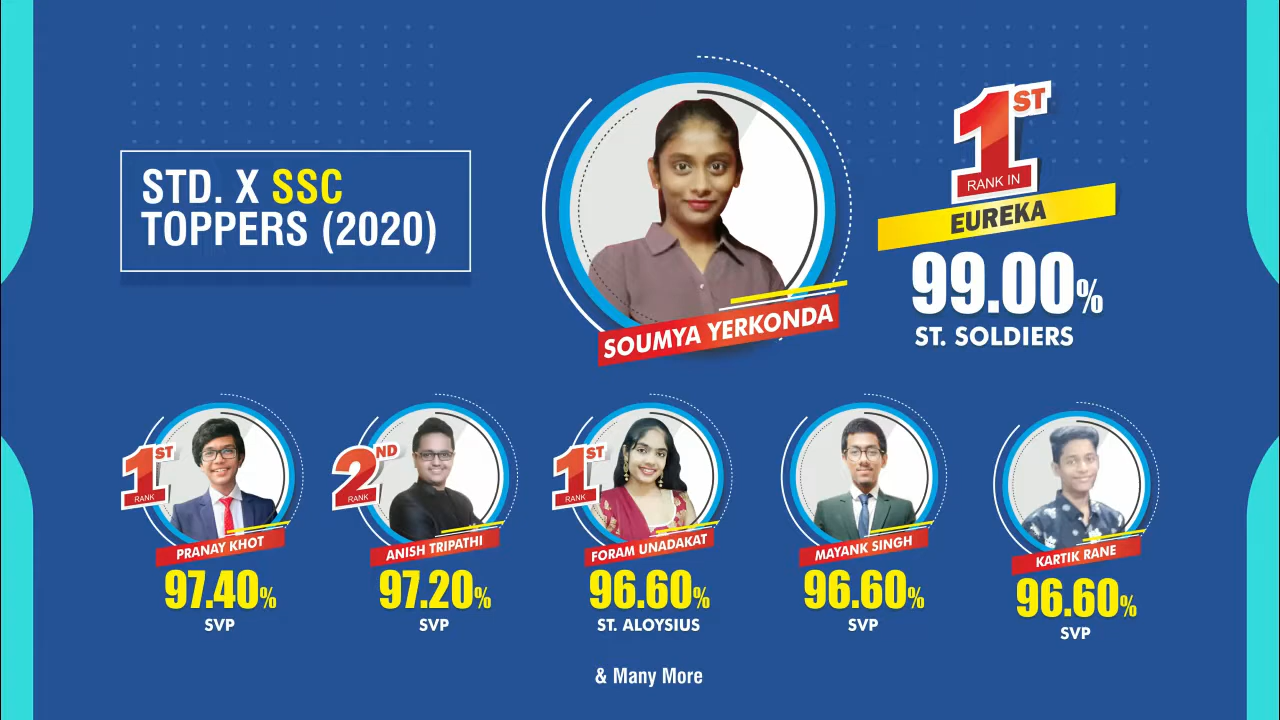 STD. X SSC
TOPPERS (2020)
SOUMYA YERKONDA
1ST
RANK IN
EUREKA
99.00%
ST. SOLDIERS
1ST
RANK
PRANAY KHOT
97.40%
SVP
2ND
RANK
ANISH TRIPATHI
97.20%
SVP
1ST
RANK
FORAM UNADAKAT
96.60%
ST. ALOYSIUS
MAYANK SINGH
96.60%
SVP
KARTIK RANE
96.60%
SVP
& Many More